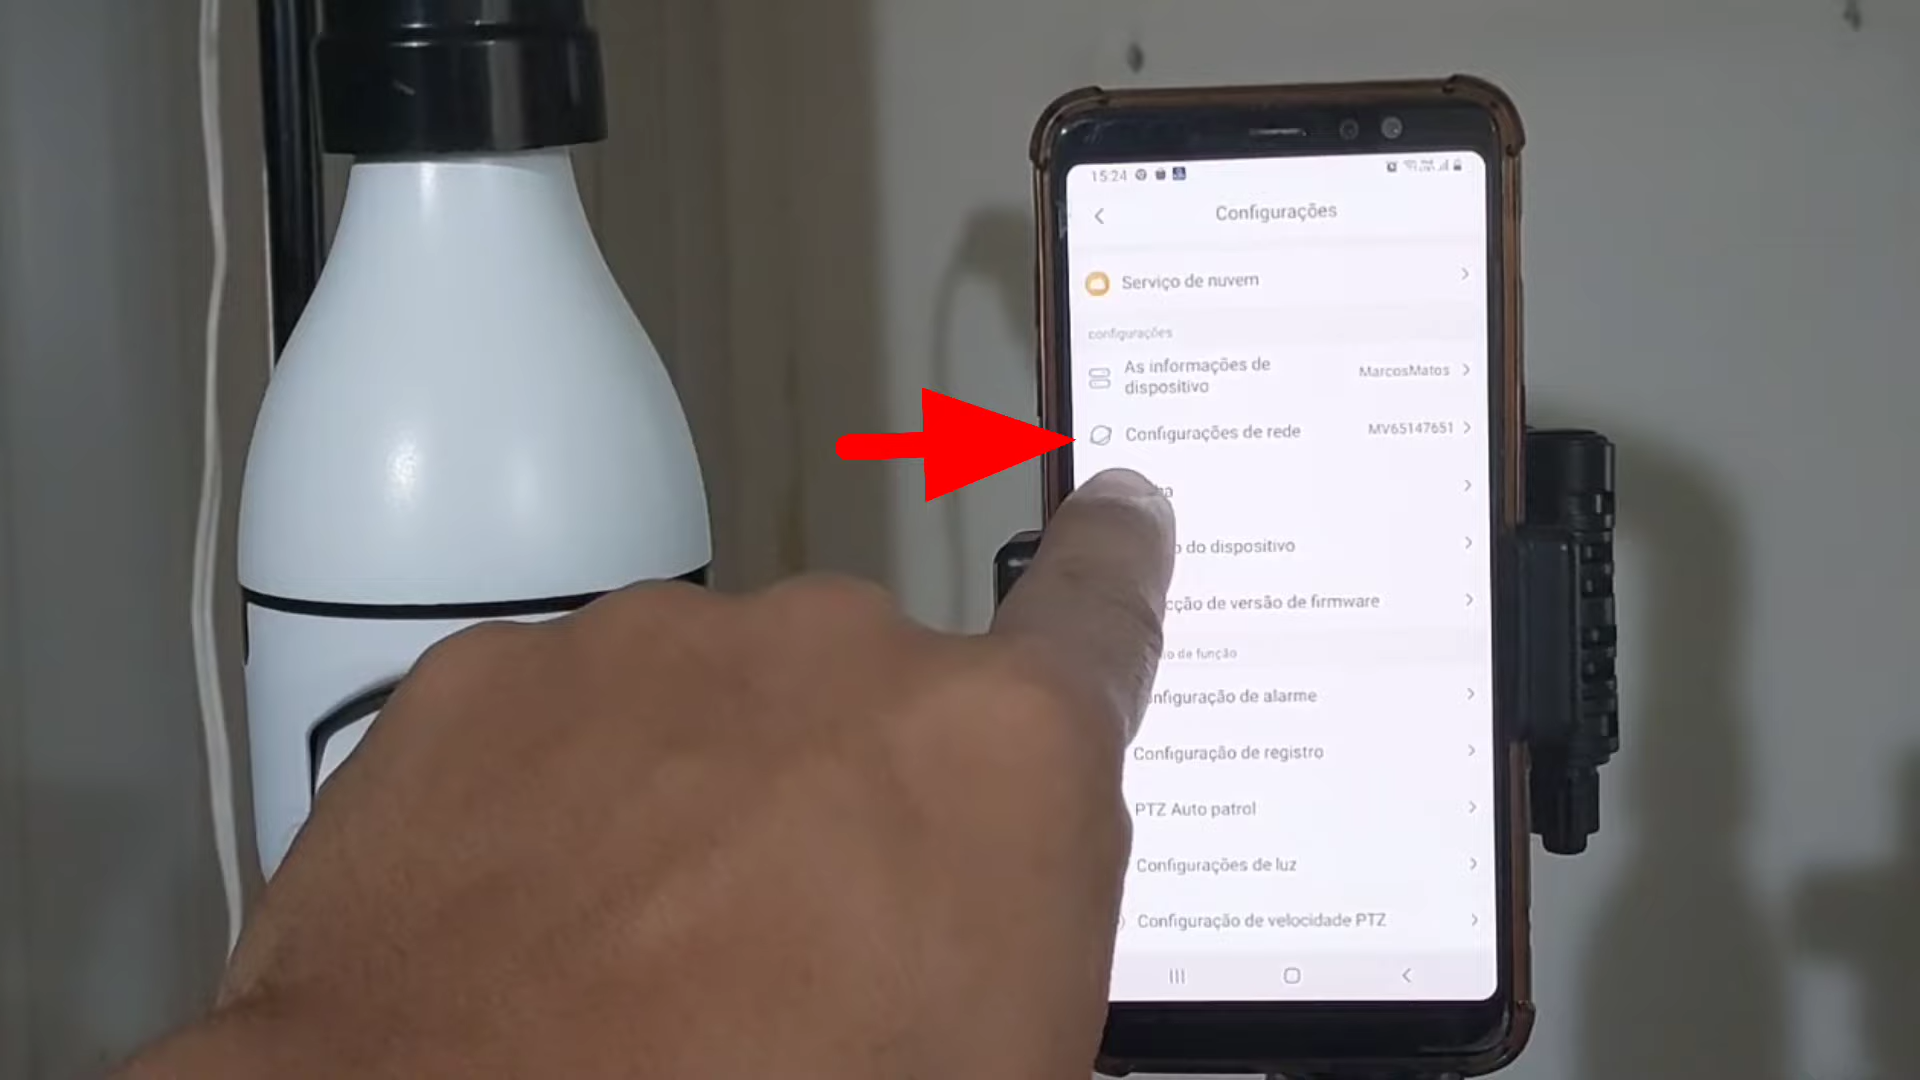 15:24
Configurações
Serviço de nuvem
configurações
As informações de
dispositivo
MarcosMatos
Configurações de rede
MV65147651
do dispositivo
de versão de firmware
de função
Configuração de alarme
Configuração de registro
PTZ Auto patrol
Configurações de luz
Configuração de velocidade PTZ